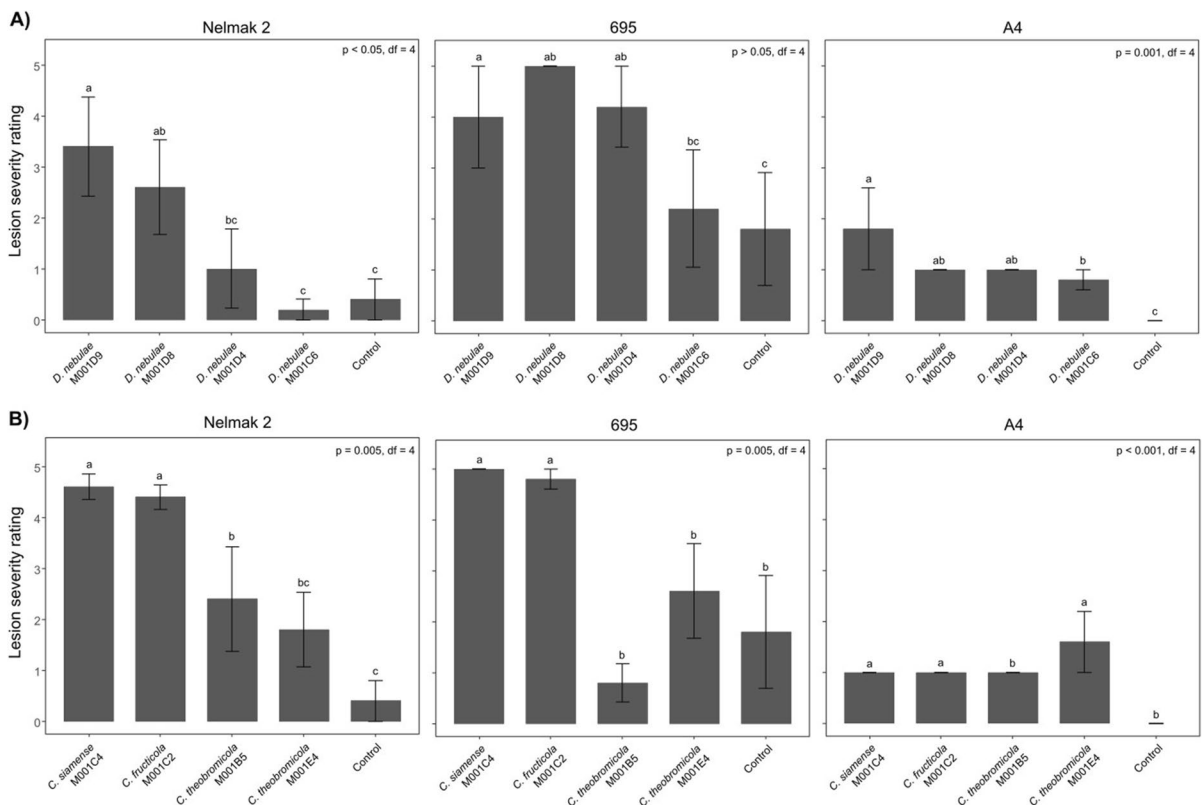 A)
Nelmak 2
695
A4
p < 0.05, df = 4
p > 0.05, df = 4
p = 0.001, df = 4
Lesion severity rating
5
4
3
2
1
0
a
ab
bc
c
c
a
ab
ab
bc
c
a
ab
ab
b
c
D. nebulae
M001D9
D. nebulae
M001D8
D. nebulae
M001D4
D. nebulae
M001C6
Control
D. nebulae
M001D9
D. nebulae
M001D8
D. nebulae
M001D4
D. nebulae
M001C6
Control
D. nebulae
M001D9
D. nebulae
M001D8
D. nebulae
M001D4
D. nebulae
M001C6
Control
B)
Nelmak 2
695
A4
p = 0.005, df = 4
p = 0.005, df = 4
p < 0.001, df = 4
Lesion severity rating
5
4
3
2
1
0
a
a
b
bc
c
a
a
b
b
b
a
a
b
a
b
C. siamense
M001C4
C. fructicola
M001C2
C. theobromicola
M001B5
C. theobromicola
M001E4
Control
C. siamense
M001C4
C. fructicola
M001C2
C. theobromicola
M001B5
C. theobromicola
M001E4
Control
C. siamense
M001C4
C. fructicola
M001C2
C. theobromicola
M001B5
C. theobromicola
M001E4
Control